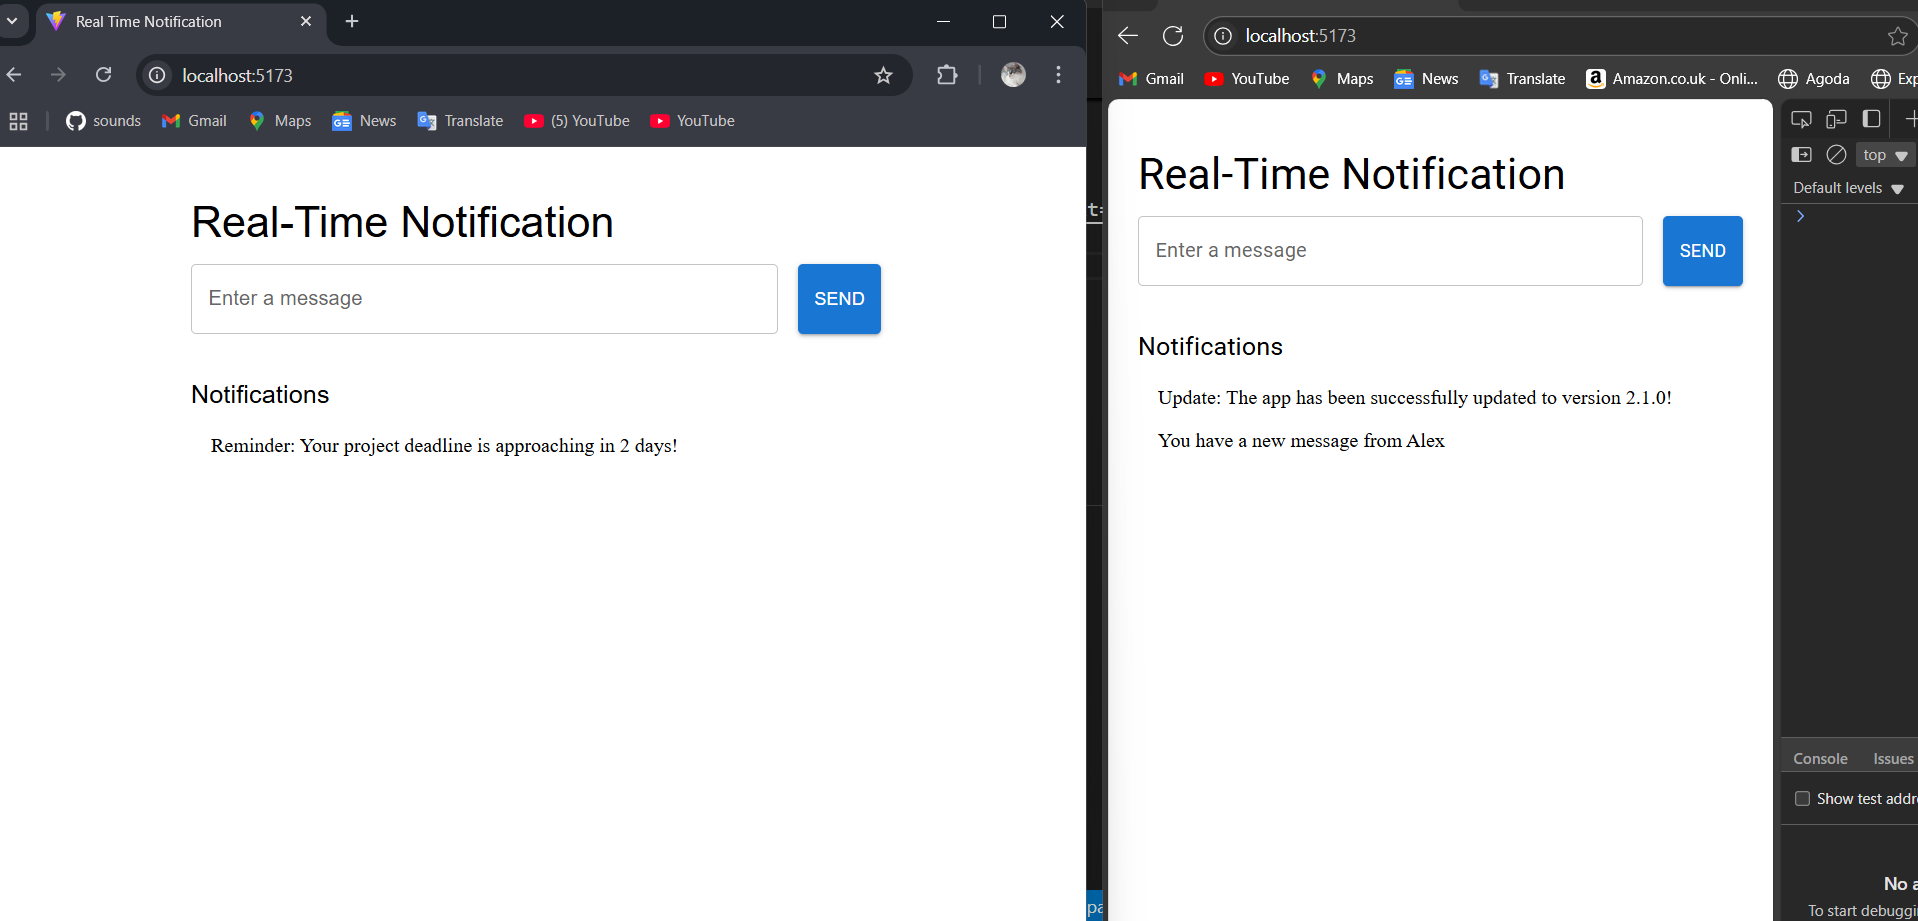 Real Time Notification
localhost:5173
sounds Gmail Maps News Translate (5) YouTube YouTube
Real-Time Notification
Enter a message SEND
Notifications
Reminder: Your project deadline is approaching in 2 days!
localhost:5173
Gmail YouTube Maps News Translate Amazon.co.uk - Onli... Agoda Exp
Real-Time Notification
Enter a message SEND
Notifications
Update: The app has been successfully updated to version 2.1.0!
You have a new message from Alex
t=
pa
top
Default levels
Console Issues
Show test addre
No a
To start debuggi